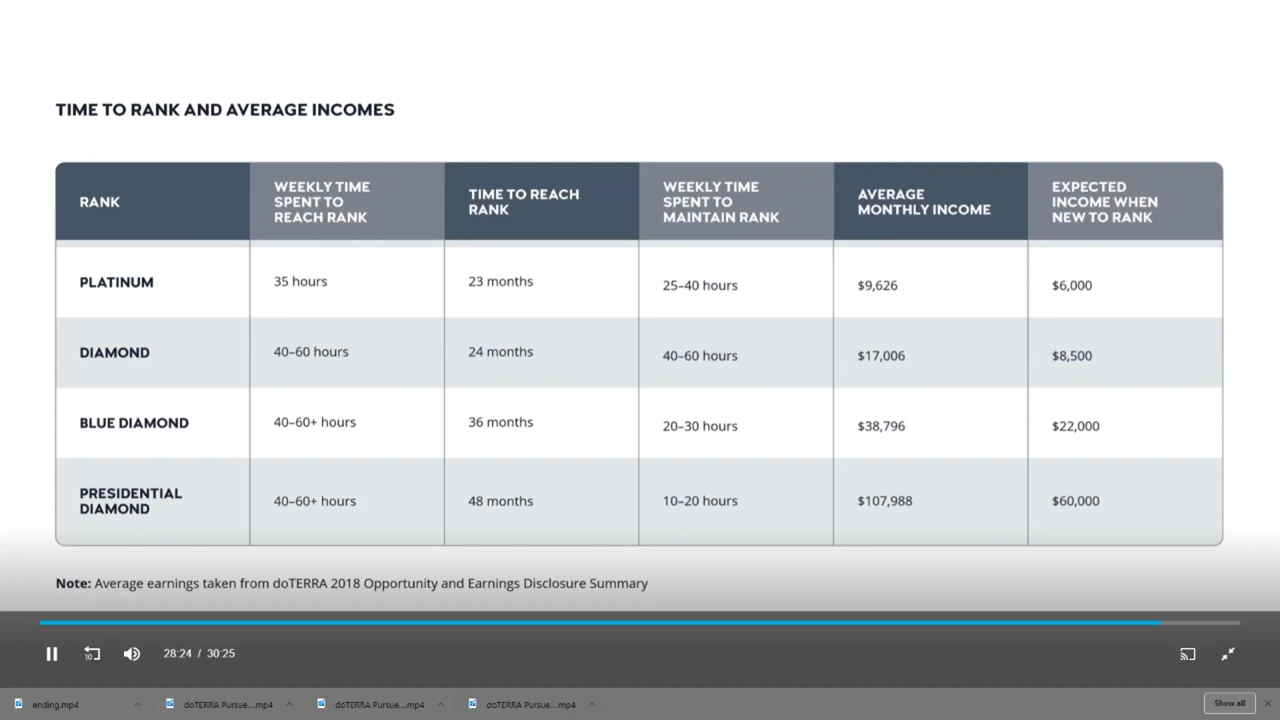 TIME TO RANK AND AVERAGE INCOMES
RANK
WEEKLY TIME
SPENT TO
REACH RANK
TIME TO REACH
RANK
WEEKLY TIME
SPENT TO
MAINTAIN RANK
AVERAGE
MONTHLY INCOME
EXPECTED
INCOME WHEN
NEW TO RANK
PLATINUM
35 hours
23 months
25–40 hours
$9,626
$6,000
DIAMOND
40–60 hours
24 months
40–60 hours
$17,006
$8,500
BLUE DIAMOND
40–60+ hours
36 months
20–30 hours
$38,796
$22,000
PRESIDENTIAL
DIAMOND
40–60+ hours
48 months
10–20 hours
$107,988
$60,000
Note: Average earnings taken from doTERRA 2018 Opportunity and Earnings Disclosure Summary
10
28:24 / 30:25
ending.mp4
doTERRA Pursue....mp4
doTERRA Pursue....mp4
doTERRA Pursue....mp4
Show all